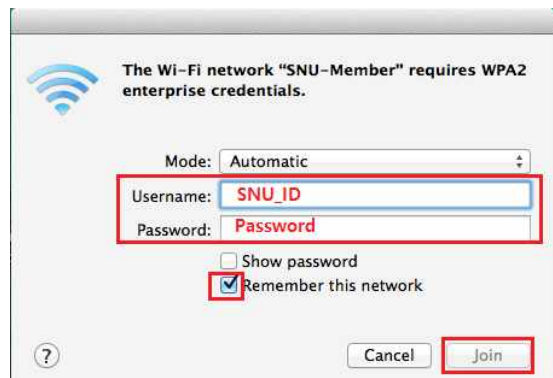 The Wi-Fi network “SNU-Member” requires WPA2
enterprise credentials.
Mode: Automatic
Username: SNU_ID
Password: Password
Show password
Remember this network
? Cancel Join